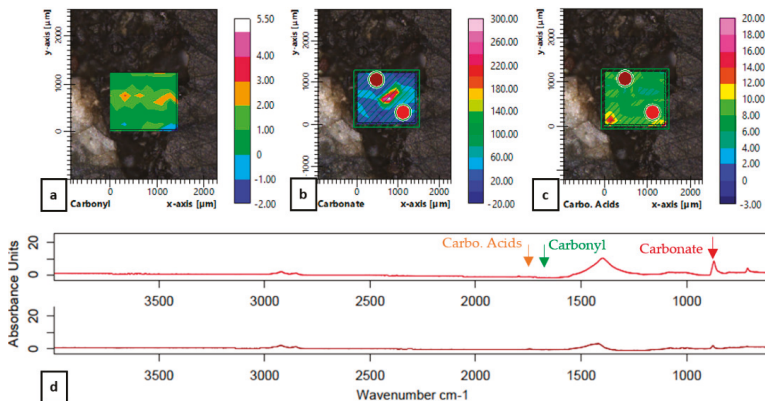 y-axis [µm]
2000
1000
0
0 1000 2000
Carbonyl x-axis [µm]
a
5.50
4.00
3.00
2.00
1.00
0
-1.00
-2.00
y-axis [µm]
2000
1000
0
-1000
0 1000 2000
Carbonate x-axis [µm]
b
300.00
180.00
140.00
100.00
60.00
20.00
-20.00
y-axis [µm]
2000
1000
0
0 1000 2000
Carbo. Acids x-axis [µm]
c
20.00
18.00
16.00
14.00
12.00
10.00
8.00
6.00
4.00
2.00
0
-3.00
Carbo. Acids Carbonyl Carbonate
Absorbance Units
20
0
3500 3000 2500 2000 1500 1000
20
0
3500 3000 2500 2000 1500 1000
d
Wavenumber cm-1